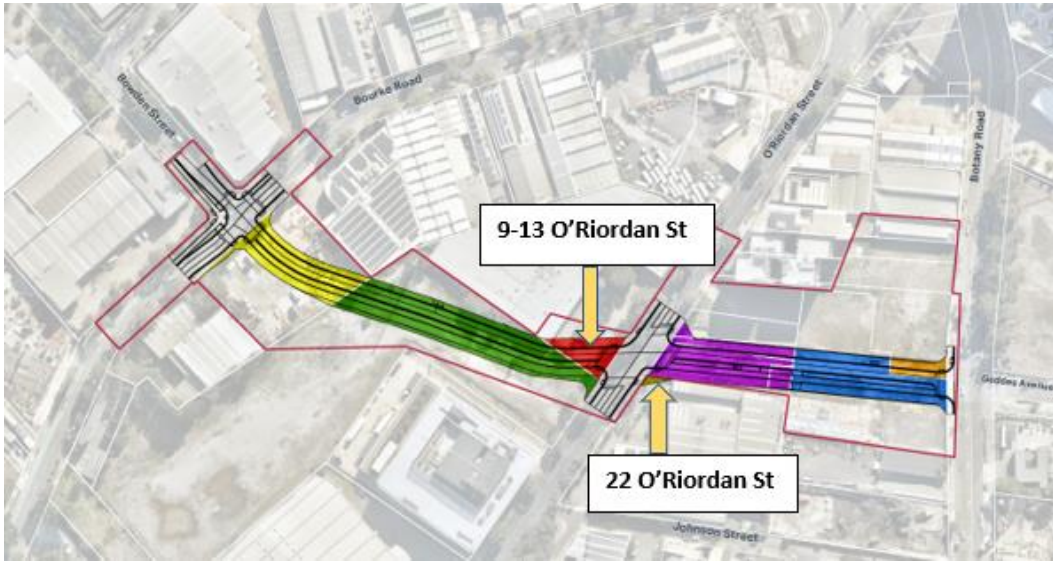 Bowden Street
Bourke Road
O'Riordan Street
Botany Road
9-13 O’Riordan St
Geddes Avenue
22 O’Riordan St
Johnson Street